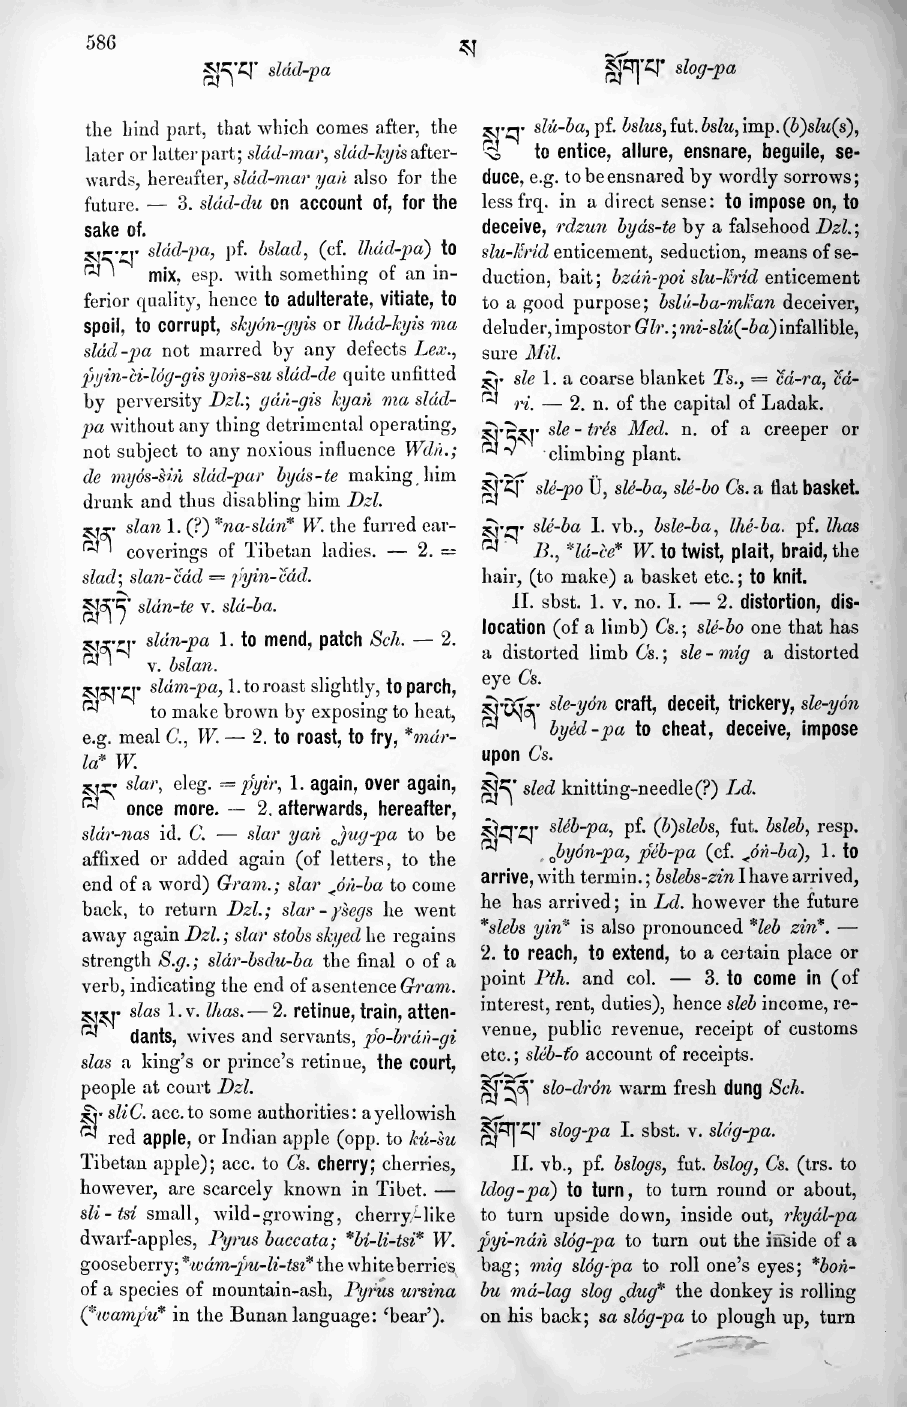 586
ས
སླད་པ་ slád-pa
སློག་པ་ slog-pa
the hind part, that which comes after, the
later or latter part; slád-mar, slád-kyis after-
wards, hereafter, slád-mar yaṅ also for the
future. — 3. slád-du on account of, for the
sake of.
སླད་པ་ slád-pa, pf. bslad, (cf. lhád-pa) to
mix, esp. with something of an in-
ferior quality, hence to adulterate, vitiate, to
spoil, to corrupt, skyón-gyis or lhád-kyis ma
slád-pa not marred by any defects Lex.,
p̔yin-či-lóg-gis yoṅs-su slád-de quite unfitted
by perversity Dzl.; gáṅ-gis kyaṅ ma slád-
pa without any thing detrimental operating,
not subject to any noxious influence Wdṅ.;
de myós-šiṅ slád-par byás-te making him
drunk and thus disabling him Dzl.
སླན་ slan 1. (?) *na-slán* W. the furred ear-
coverings of Tibetan ladies. — 2. =
slad; slan-c̔ad = p̔yin-c̔ád.
སླན་ཏེ་ slán-te v. slá-ba.
སླན་པ་ slán-pa 1. to mend, patch Sch. — 2.
v. bslan.
སླམ་པ་ slám-pa, 1. to roast slightly, to parch,
to make brown by exposing to heat,
e.g. meal C., W. — 2. to roast, to fry, *már-
la* W.
སླར་ slar, eleg. = p̔yir, 1. again, over again,
once more. — 2. afterwards, hereafter,
slár-nas id. C. — slar yaṅ ₒǰug-pa to be
affixed or added again (of letters, to the
end of a word) Gram.; slar ₒóṅ-ba to come
back, to return Dzl.; slar-ɣšegs he went
away again Dzl.; slar stobs skyed he regains
strength S.g.; slár-bsdu-ba the final o of a
verb, indicating the end of a sentence Gram.
སླས་ slas 1. v. lhas. — 2. retinue, train, atten-
dants, wives and servants, p̔o-bráṅ-gi
slas a king's or prince's retinue, the court,
people at court Dzl.
སླི་ sli C. acc. to some authorities: a yellowish
red apple, or Indian apple (opp. to kú-šu
Tibetan apple); acc. to Cs. cherry; cherries,
however, are scarcely known in Tibet. —
sli-tsi small, wild-growing, cherry-like
dwarf-apples, Pyrus baccata; *bi-li-tsi* W.
gooseberry; *wám-p̔u-li-tsi* the white berries
of a species of mountain-ash, Pyrus ursina
(*wamp̔u* in the Bunan language: ‘bear’).
སླུ་བ་ slú-ba, pf. bslus, fut. bslu, imp. (b)slu(s),
to entice, allure, ensnare, beguile, se-
duce, e.g. to be ensnared by wordly sorrows;
less frq. in a direct sense: to impose on, to
deceive, rdzun byás-te by a falsehood Dzl.;
slu-k̔rid enticement, seduction, means of se-
duction, bait; bzáṅ-poi slu-k̔rid enticement
to a good purpose; bslú-ba-mk̔an deceiver,
deluder, impostor Glr.; mi-slú(-ba) infallible,
sure Mil.
སླེ་ sle 1. a coarse blanket Ts., = c̔á-ra, c̔á-
ri. — 2. n. of the capital of Ladak.
སླེ་ཏྲེས་ sle-trés Med. n. of a creeper or
climbing plant.
སླེ་པོ་ slé-po Ü, slé-ba, slé-bo Cs. a flat basket.
སླེ་བ་ slé-ba I. vb., bsle-ba, lhé-ba. pf. lhas
B., *lá-če* W. to twist, plait, braid, the
hair, (to make) a basket etc.; to knit.
II. sbst. 1. v. no. I. — 2. distortion, dis-
location (of a limb) Cs.; slé-bo one that has
a distorted limb Cs.; sle-mig a distorted
eye Cs.
སླེ་ཡོན་ sle-yón craft, deceit, trickery, sle-yón
byéd-pa to cheat, deceive, impose
upon Cs.
སླེད་ sled knitting-needle(?) Ld.
སླེབ་པ་ sléb-pa, pf. (b)slebs, fut. bsleb, resp.
ₒbyón-pa, p̔éb-pa (cf. ₒóṅ-ba), 1. to
arrive, with termin.; bslebs-zin I have arrived,
he has arrived; in Ld. however the future
*slebs yin* is also pronounced *leb zin*. —
2. to reach, to extend, to a certain place or
point Pth. and col. — 3. to come in (of
interest, rent, duties), hence sleb income, re-
venue, public revenue, receipt of customs
etc.; sléb-t̔o account of receipts.
སློ་དྲོན་ slo-drón warm fresh dung Sch.
སློག་པ་ slog-pa I. sbst. v. slág-pa.
II. vb., pf. bslogs, fut. bslog, Cs. (trs. to
ldog-pa) to turn, to turn round or about,
to turn upside down, inside out, rkyál-pa
p̔yi-náṅ slóg-pa to turn out the inside of a
bag; mig slóg-pa to roll one's eyes; *boṅ-
bu má-lag slog ₒdug* the donkey is rolling
on his back; sa slóg-pa to plough up, turn